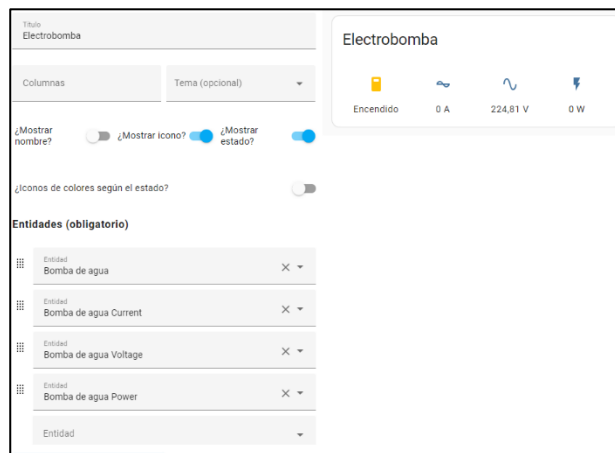 Título
Electrobomba
Columnas
Tema (opcional)
¿Mostrar nombre?
¿Mostrar icono?
¿Mostrar estado?
¿Iconos de colores según el estado?
Entidades (obligatorio)
Entidad
Bomba de agua
Entidad
Bomba de agua Current
Entidad
Bomba de agua Voltage
Entidad
Bomba de agua Power
Entidad
Electrobomba
Encendido
0 A
224,81 V
0 W